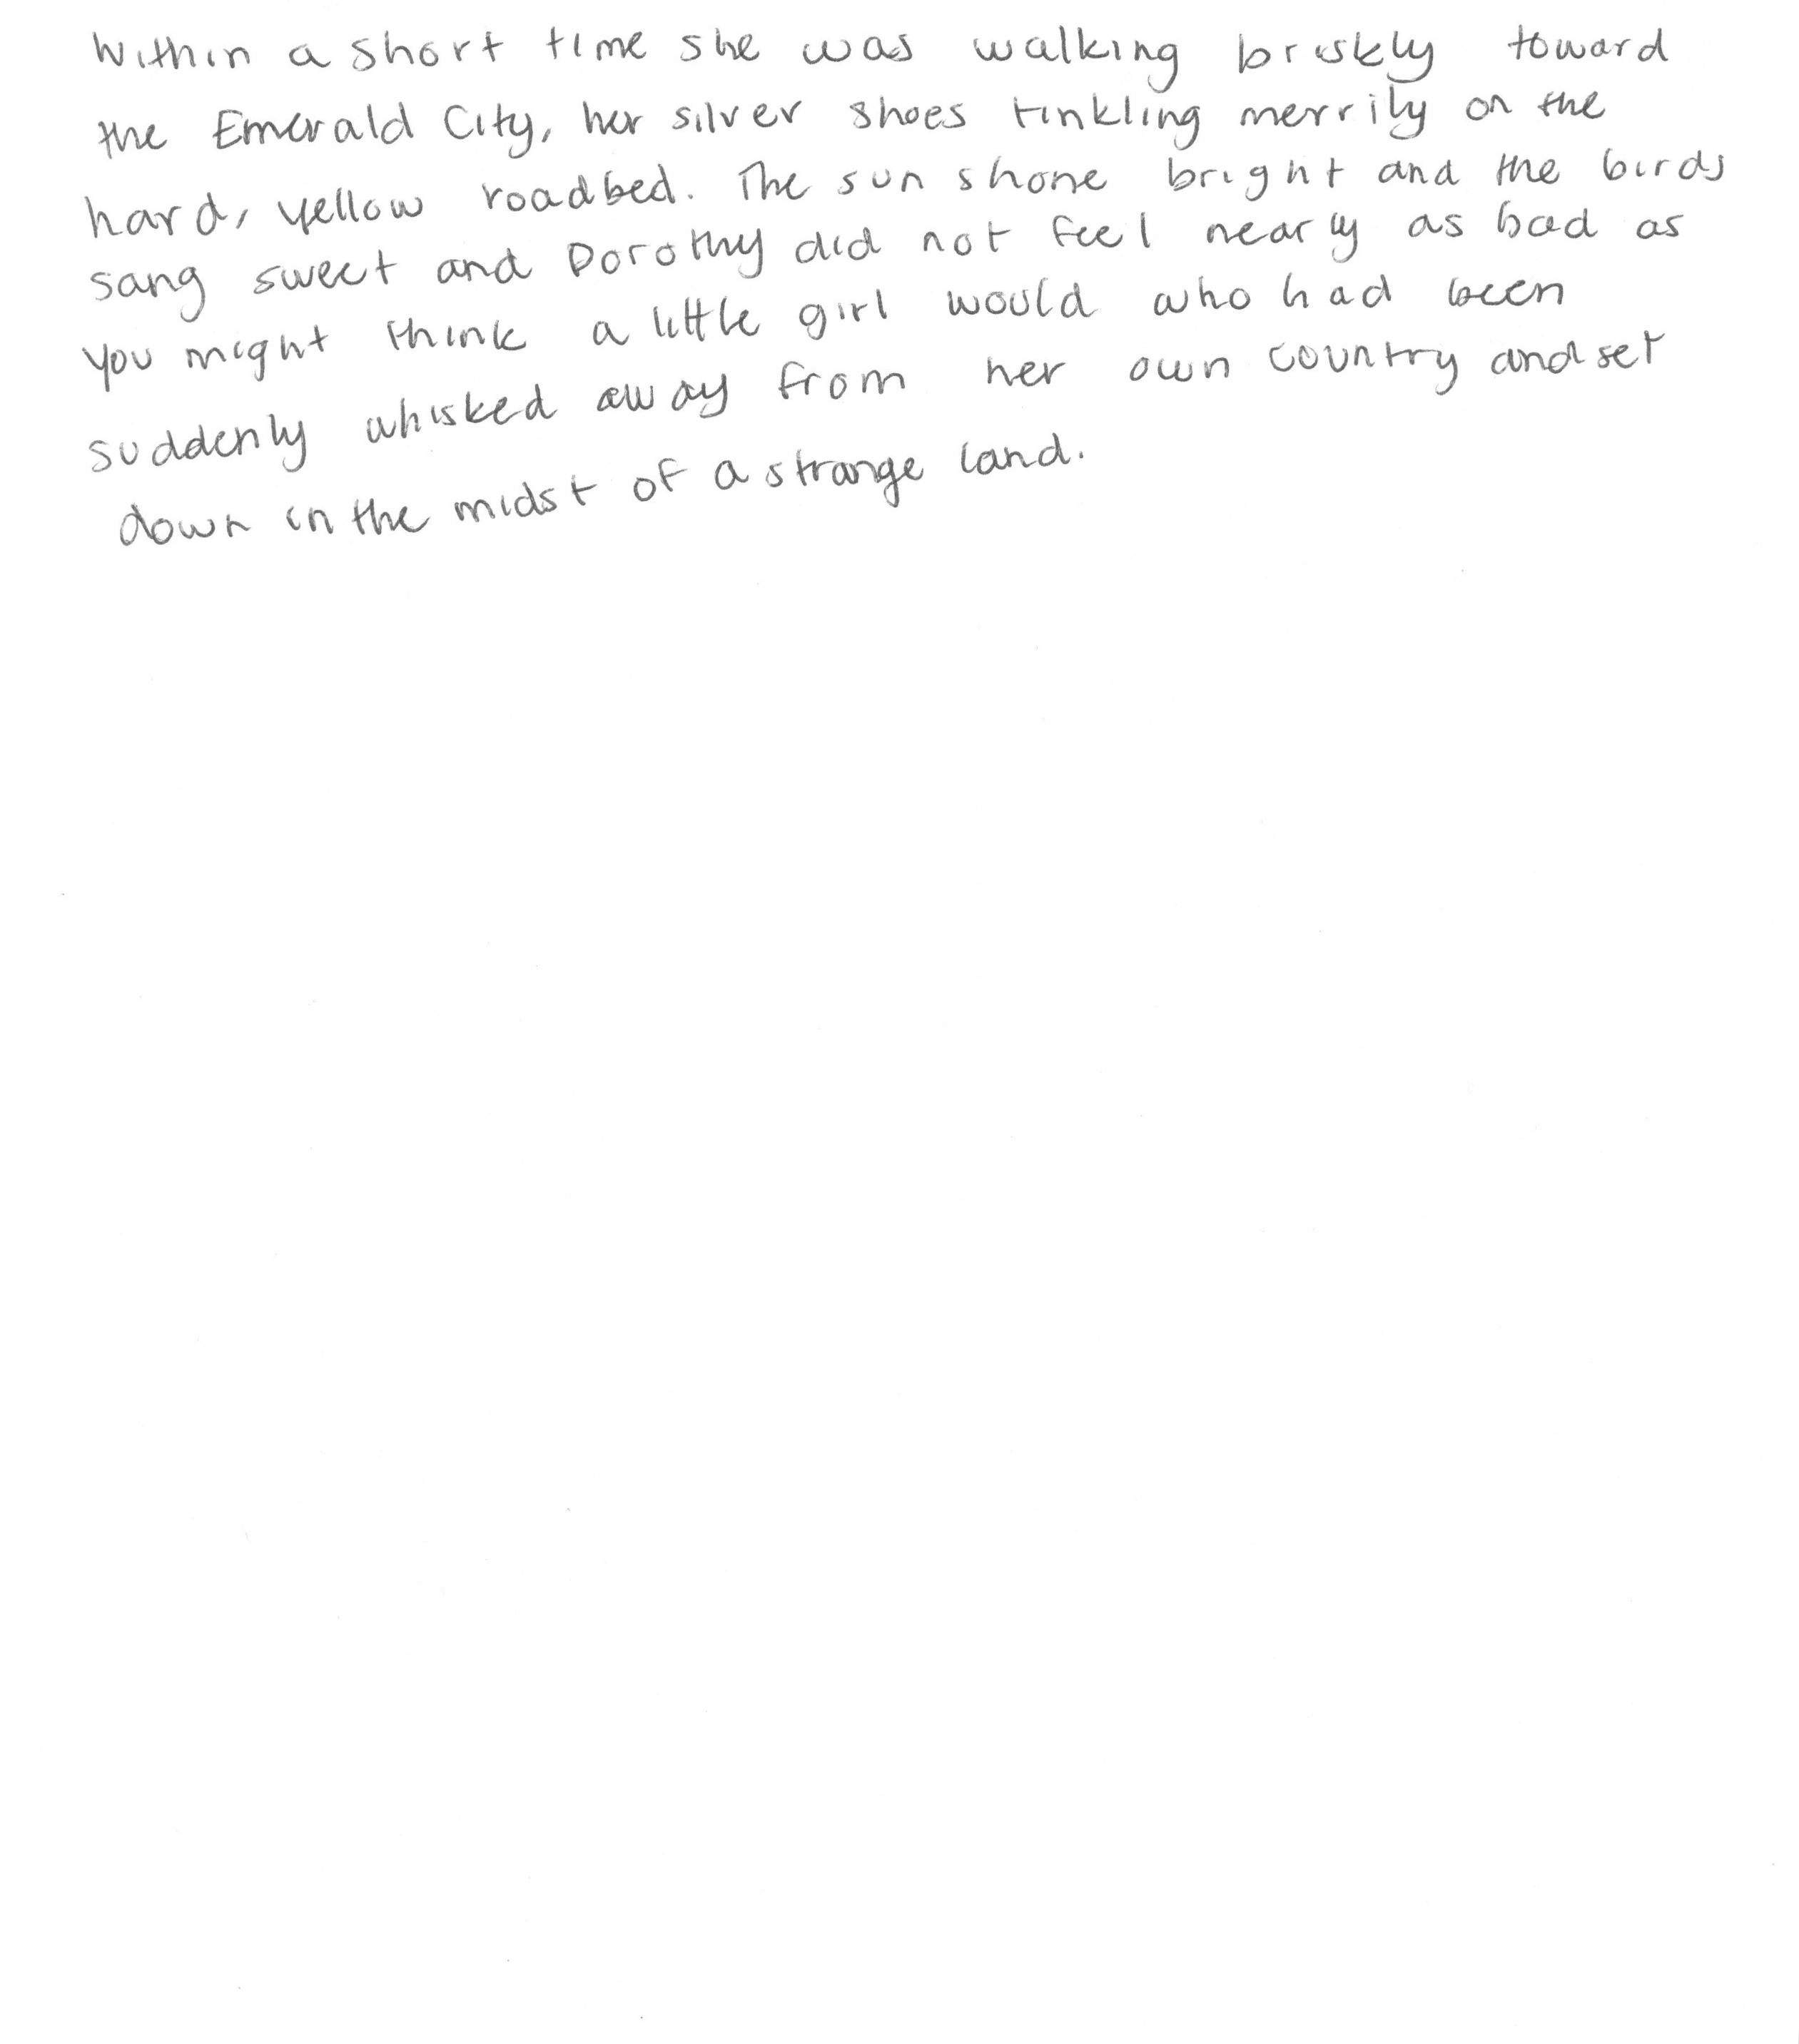 Within a short time she was walking briskly toward
the Emerald City, her silver shoes tinkling merrily on the
hard, yellow roadbed. The sun shone bright and the birds
sang sweet and Dorothy did not feel nearly as bad as
you might think a little girl would who had been
suddenly whisked away from her own country and set
down in the midst of a strange land.